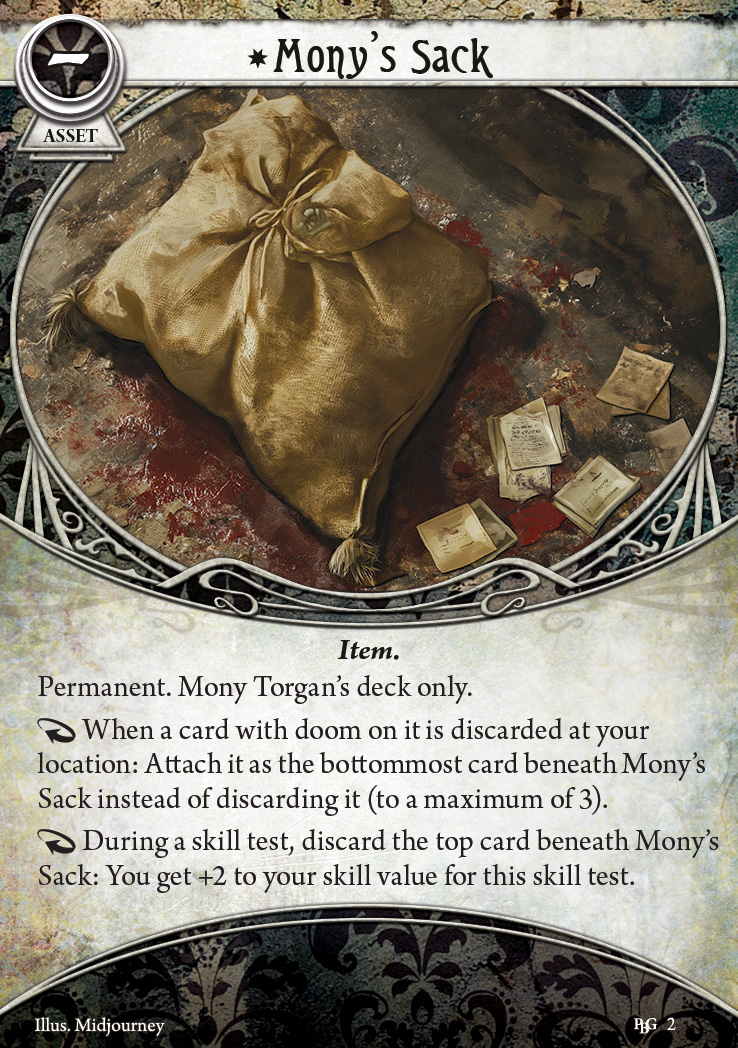 –
Mony's Sack
ASSET
Item.
Permanent. Mony Torgan's deck only.
When a card with doom on it is discarded at your
location: Attach it as the bottommost card beneath Mony's
Sack instead of discarding it (to a maximum of 3).
During a skill test, discard the top card beneath Mony's
Sack: You get +2 to your skill value for this skill test.
Illus. Midjourney
2